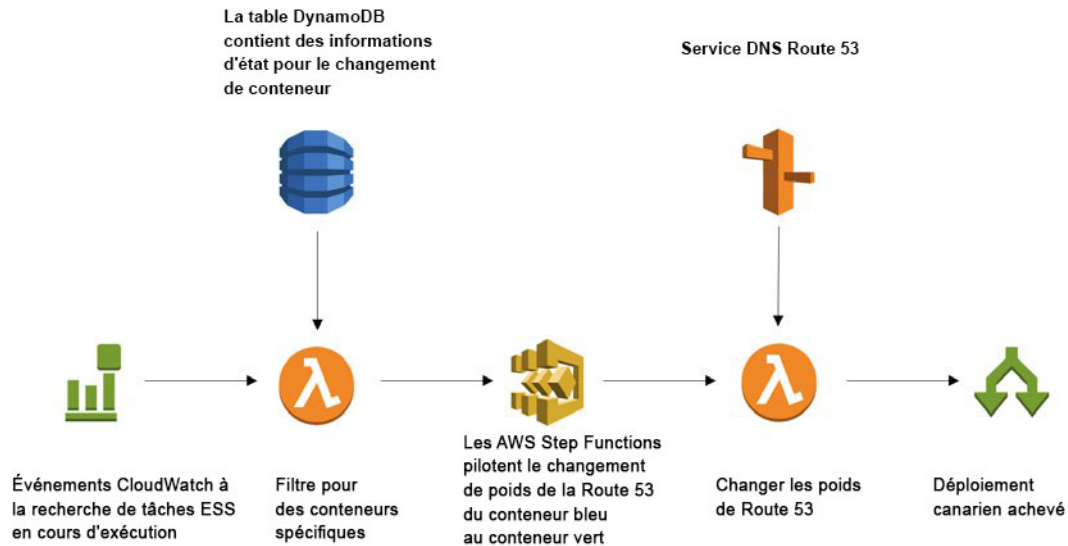 La table DynamoDB
contient des informations
d'état pour le changement
de conteneur
Service DNS Route 53
Événements CloudWatch à
la recherche de tâches ESS
en cours d'exécution
Filtre pour
des conteneurs
spécifiques
Les AWS Step Functions
pilotent le changement
de poids de la Route 53
du conteneur bleu
au conteneur vert
Changer les poids
de Route 53
Déploiement
canarien achevé